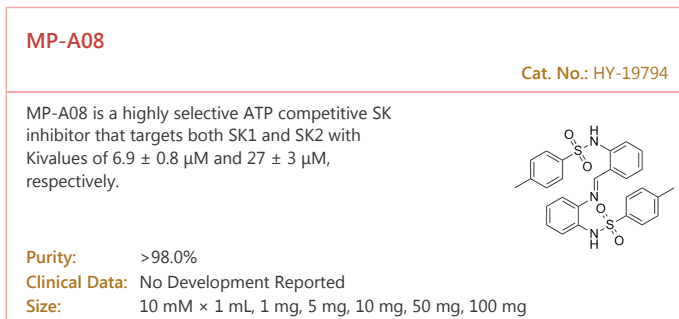 MP-A08
Cat. No.: HY-19794
MP-A08 is a highly selective ATP competitive SK
inhibitor that targets both SK1 and SK2 with
Kivalues of 6.9 ± 0.8 μM and 27 ± 3 μM,
respectively.
O
H
S
N
O
N
O
S
N
H
O
Purity: >98.0%
Clinical Data: No Development Reported
Size: 10 mM × 1 mL, 1 mg, 5 mg, 10 mg, 50 mg, 100 mg